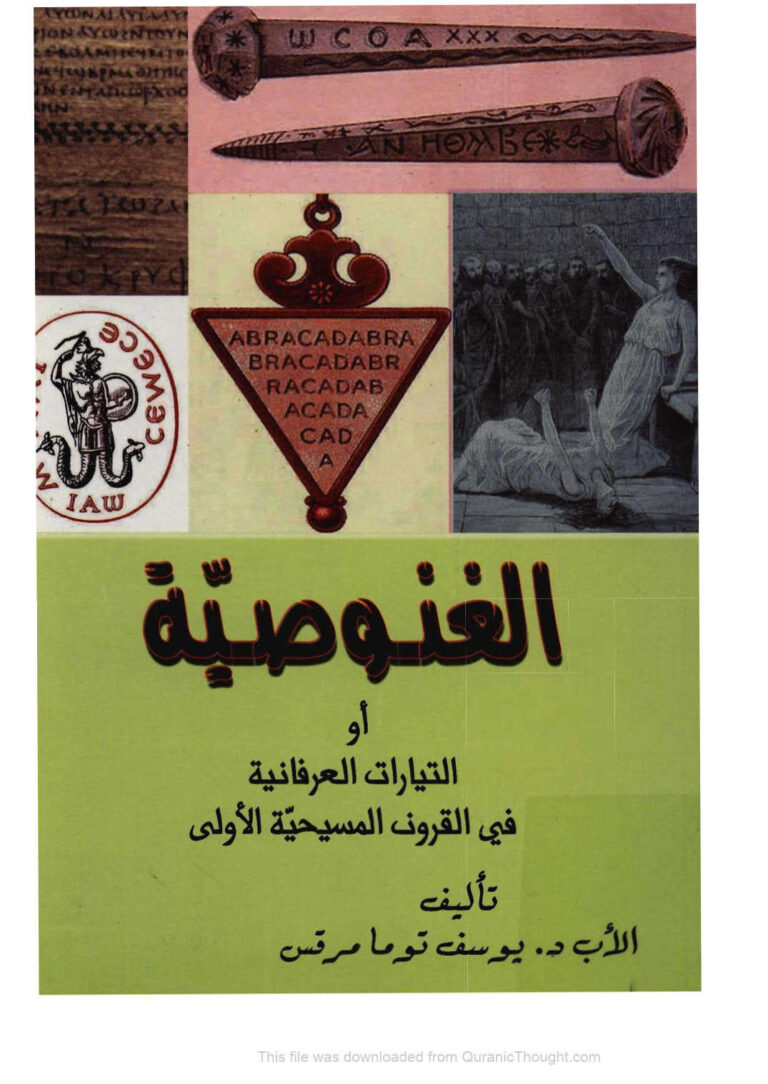 W C O A X X X
ABRACADABRA
BRACADABR
RACADAB
ACADA
CAD
A
CEWECE
IAW
الغنوصيّة
أو
التيارات العرفانية
في القرون المسيحيّة الأولى
تأليف
الأب د. يوسف توما مرقس
This file was downloaded from QuranicThought.com